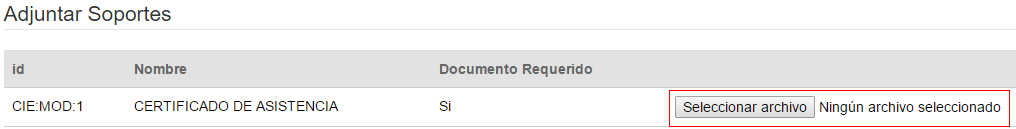 Adjuntar Soportes
id Nombre Documento Requerido
CIE:MOD:1 CERTIFICADO DE ASISTENCIA Si Seleccionar archivo Ningún archivo seleccionado